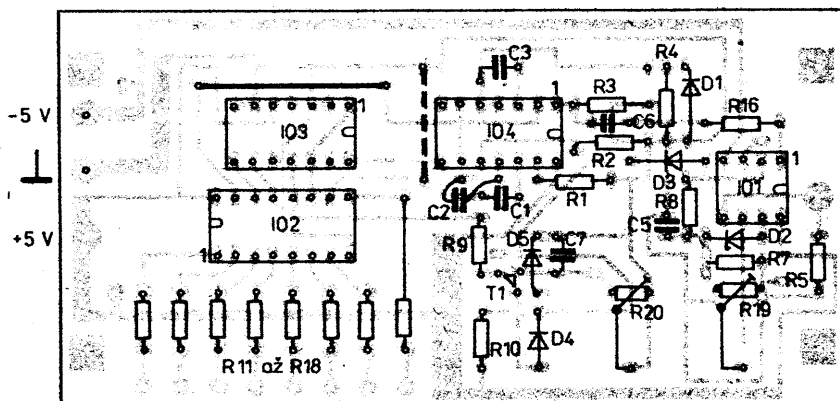 C3
R4
D1
1
1
R3
R16
-5 V
IO3
IO4
C6
R2
1
D3
IO1
R1
R8
C2
C1
IO2
C5
+5 V
R9
D5
C7
D2
1
R7
T1
R5
R20
R19
R10
D4
R11 až R18